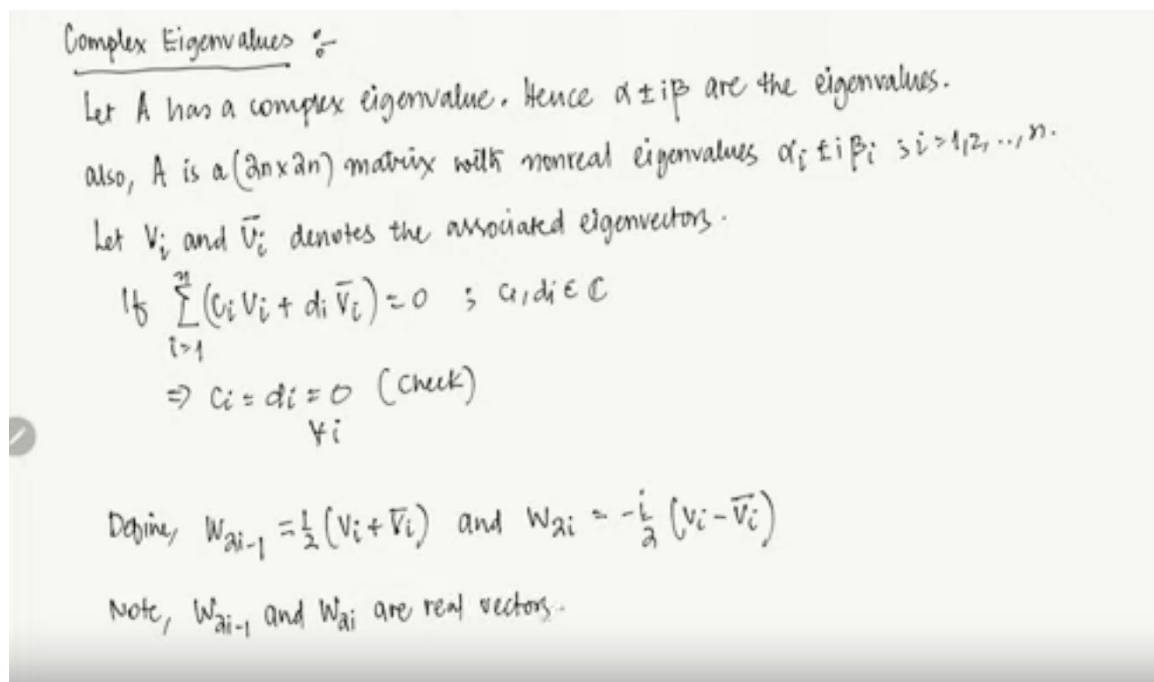 Complex Eigenvalues :-
Let A has a complex eigenvalue. Hence α ± iβ are the eigenvalues.
also, A is a (2n×2n) matrix with nonreal eigenvalues αᵢ ± iβᵢ ; i=1,2,..,n.
Let Vᵢ and V̄ᵢ denotes the associated eigenvectors.
If ∑ᵢ₌₁ⁿ (Cᵢ Vᵢ + dᵢ V̄ᵢ) = 0 ; cᵢ, dᵢ ∈ ℂ
⇒ Cᵢ = dᵢ = 0 (Check)
∀ i
Define, W₂ᵢ₋₁ = 1/2 (Vᵢ + V̄ᵢ) and W₂ᵢ = -i/2 (Vᵢ - V̄ᵢ)
Note, W₂ᵢ₋₁ and W₂ᵢ are real vectors.